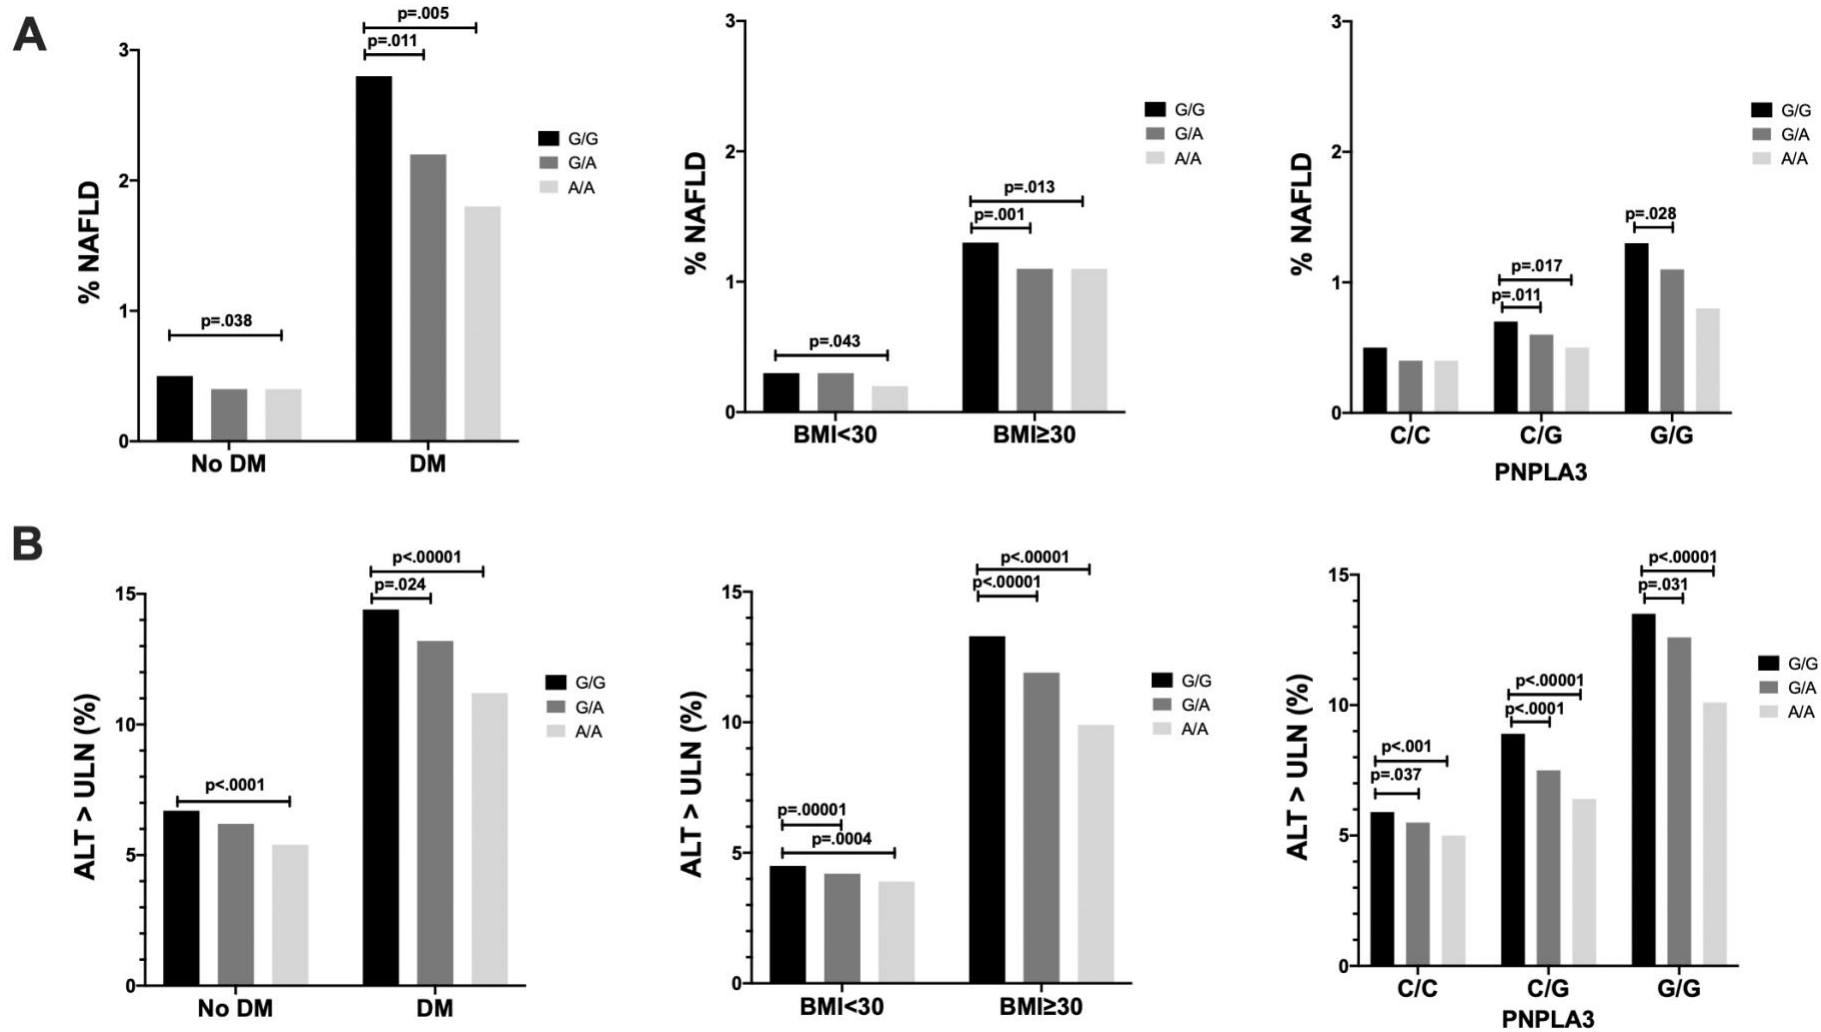 A
% NAFLD
3
2
1
0
p=.005
p=.011
p=.038
No DM
DM
G/G
G/A
A/A
% NAFLD
3
2
1
0
p=.013
p=.001
p=.043
BMI<30
BMI≥30
G/G
G/A
A/A
% NAFLD
3
2
1
0
p=.028
p=.017
p=.011
C/C
C/G
G/G
PNPLA3
G/G
G/A
A/A
B
ALT > ULN (%)
15
10
5
0
p<.00001
p=.024
p<.0001
No DM
DM
G/G
G/A
A/A
ALT > ULN (%)
15
10
5
0
p<.00001
p<.00001
p=.00001
p=.0004
BMI<30
BMI≥30
G/G
G/A
A/A
ALT > ULN (%)
15
10
5
0
p<.00001
p=.031
p<.00001
p<.0001
p<.001
p=.037
C/C
C/G
G/G
PNPLA3
G/G
G/A
A/A